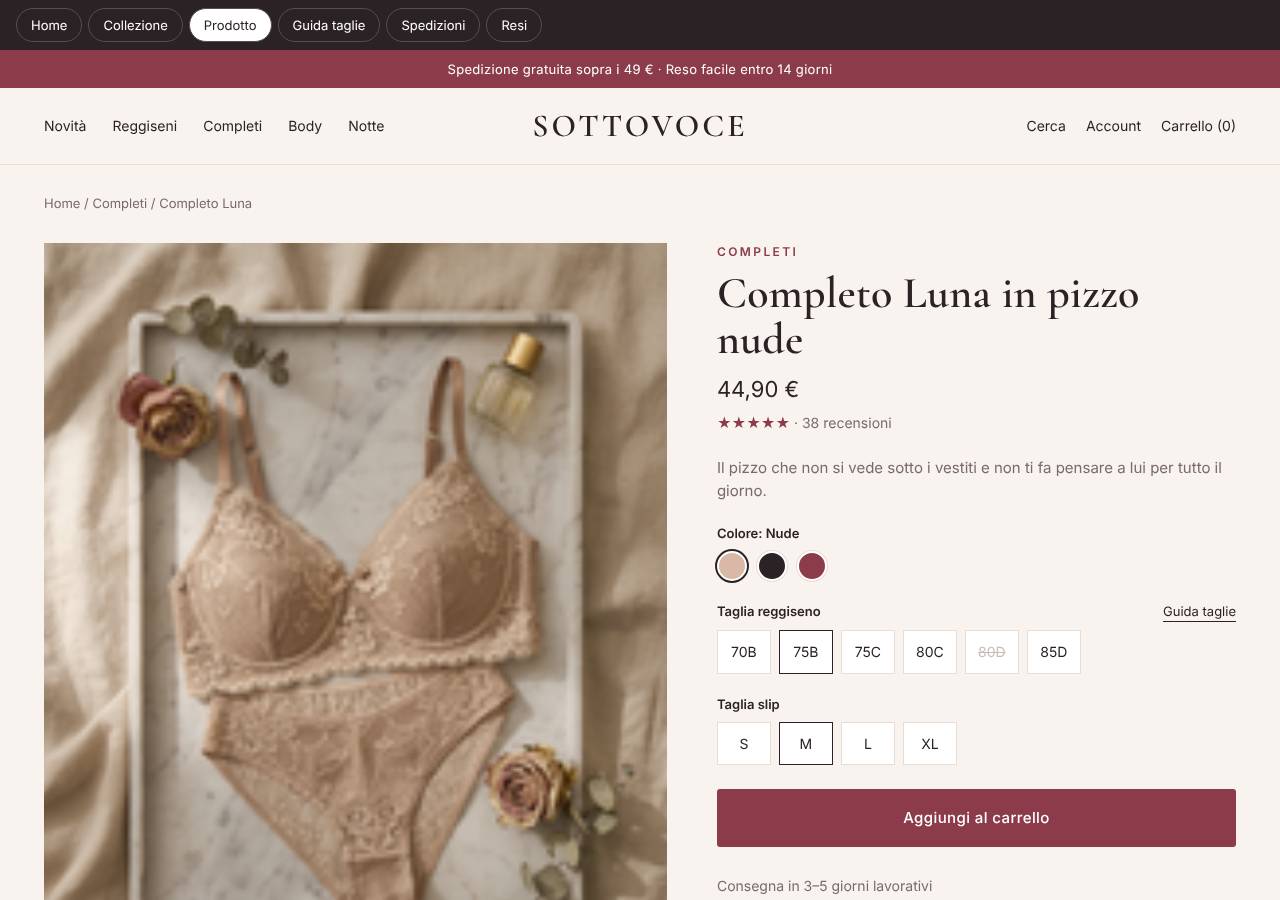 Home Collezione Prodotto Guida taglie Spedizioni Resi
Spedizione gratuita sopra i 49 € · Reso facile entro 14 giorni
Novità Reggiseni Completi Body Notte
SOTTOVOCE
Cerca Account Carrello (0)
Home / Completi / Completo Luna
COMPLETI
Completo Luna in pizzo
nude
44,90 €
★★★★★ · 38 recensioni
Il pizzo che non si vede sotto i vestiti e non ti fa pensare a lui per tutto il
giorno.
Colore: Nude
Taglia reggiseno
Guida taglie
70B 75B 75C 80C 80D 85D
Taglia slip
S M L XL
Aggiungi al carrello
Consegna in 3–5 giorni lavorativi